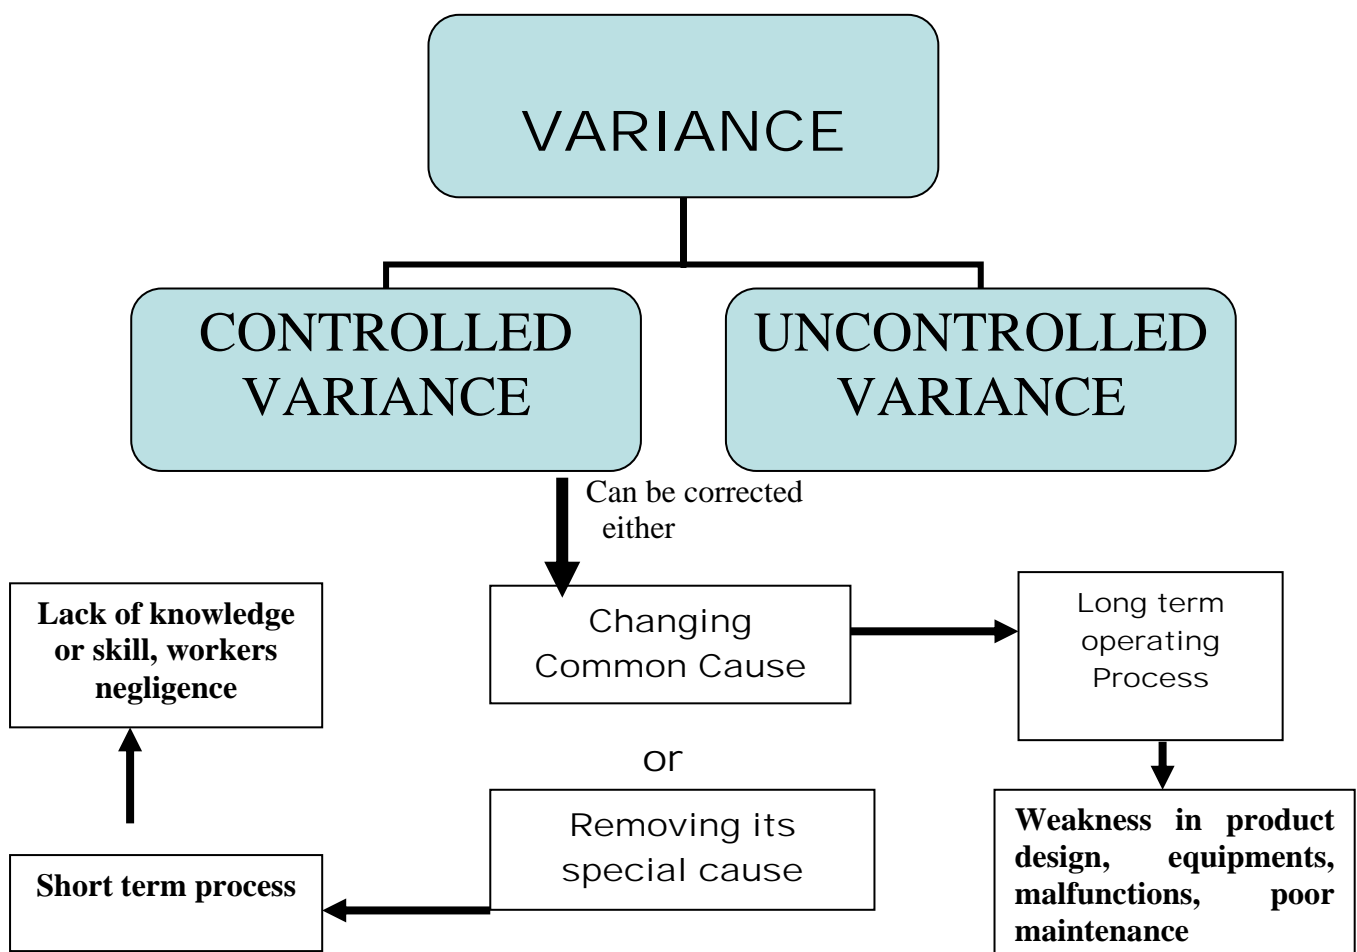 VARIANCE
CONTROLLED
VARIANCE
UNCONTROLLED
VARIANCE
Can be corrected
either
Lack of knowledge
or skill, workers
negligence
Changing
Common Cause
Long term
operating
Process
or
Removing its
special cause
Short term process
Weakness in product
design, equipments,
malfunctions, poor
maintenance